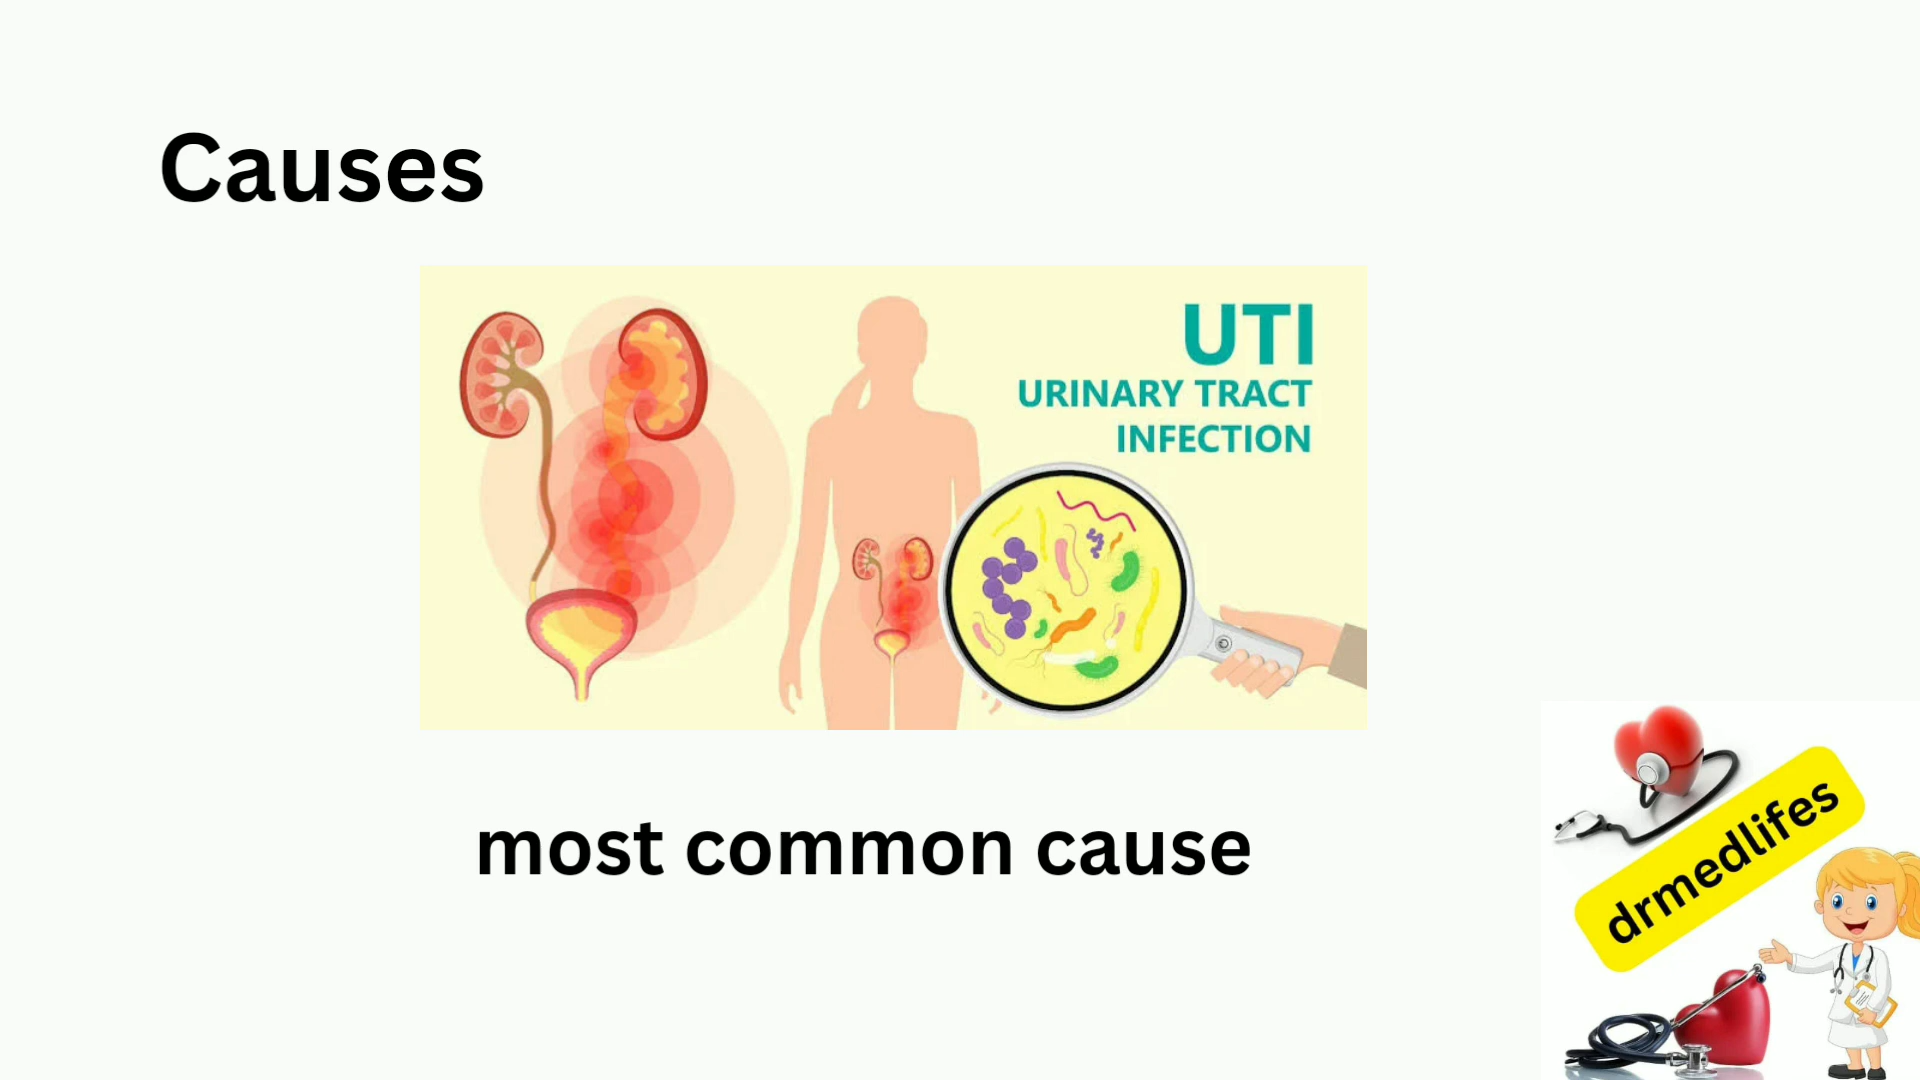 Causes
UTI
URINARY TRACT
INFECTION
most common cause
drmedlifes